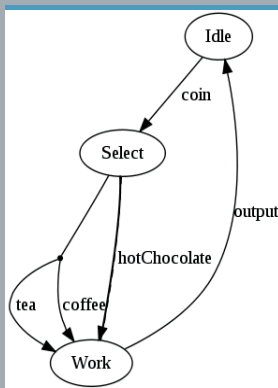 Idle
coin
Select
output
hotChocolate
tea
coffee
Work